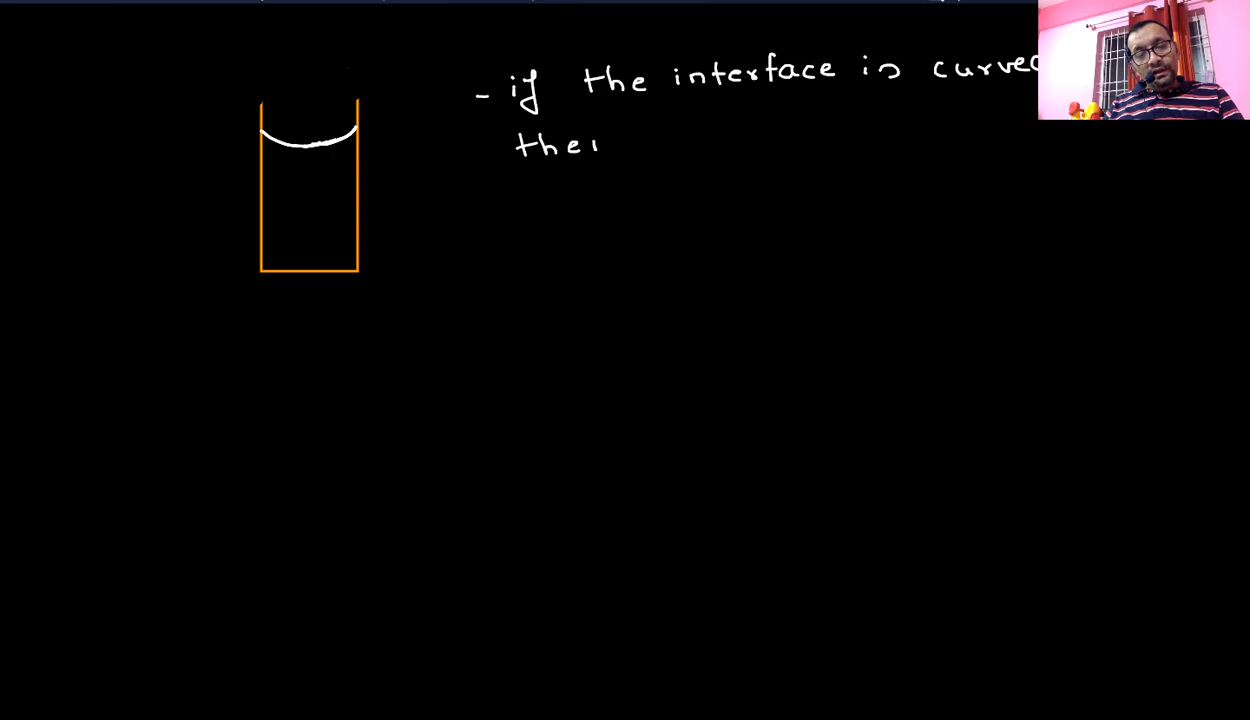 - if the interface is curved
the